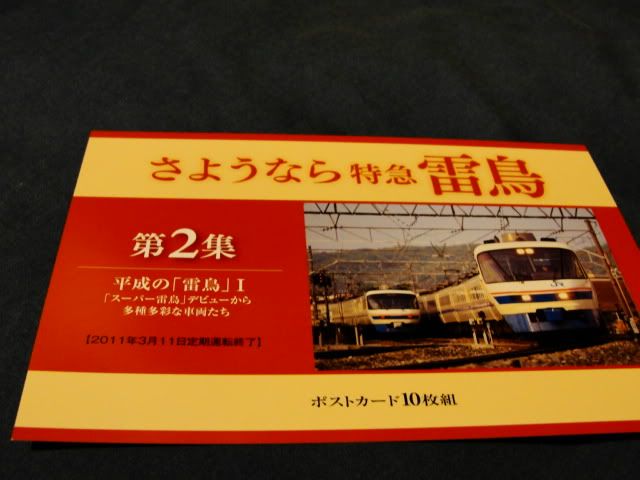 さようなら 特急 雷鳥
第2集
平成の「雷鳥」Ⅰ
「スーパー雷鳥」デビューから
多種多彩な車両たち
【2011年3月11日定期運転終了】
JR
ポストカード10枚組